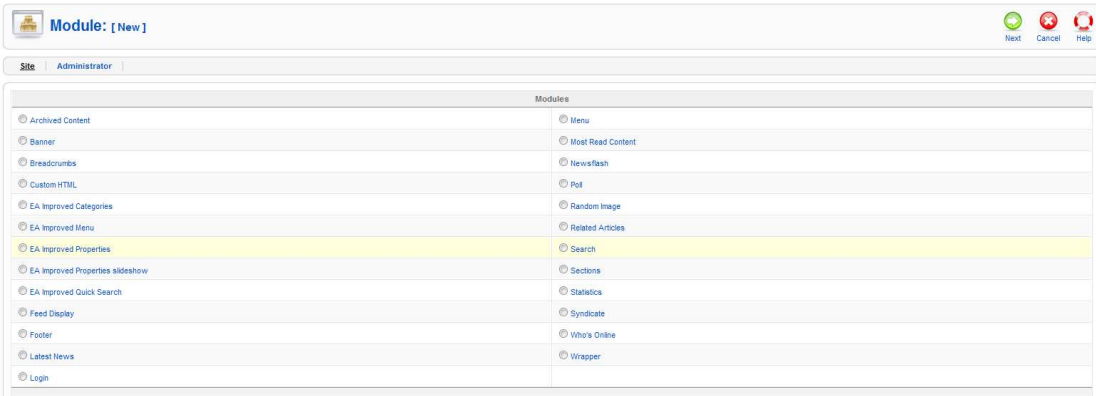 Module: [ New ]
Next Cancel Help
Site Administrator
Modules
Archived Content Menu
Banner Most Read Content
Breadcrumbs Newsflash
Custom HTML Poll
EA Improved Categories Random Image
EA Improved Menu Related Articles
EA Improved Properties Search
EA Improved Properties slideshow Sections
EA Improved Quick Search Statistics
Feed Display Syndicate
Footer Who's Online
Latest News Wrapper
Login